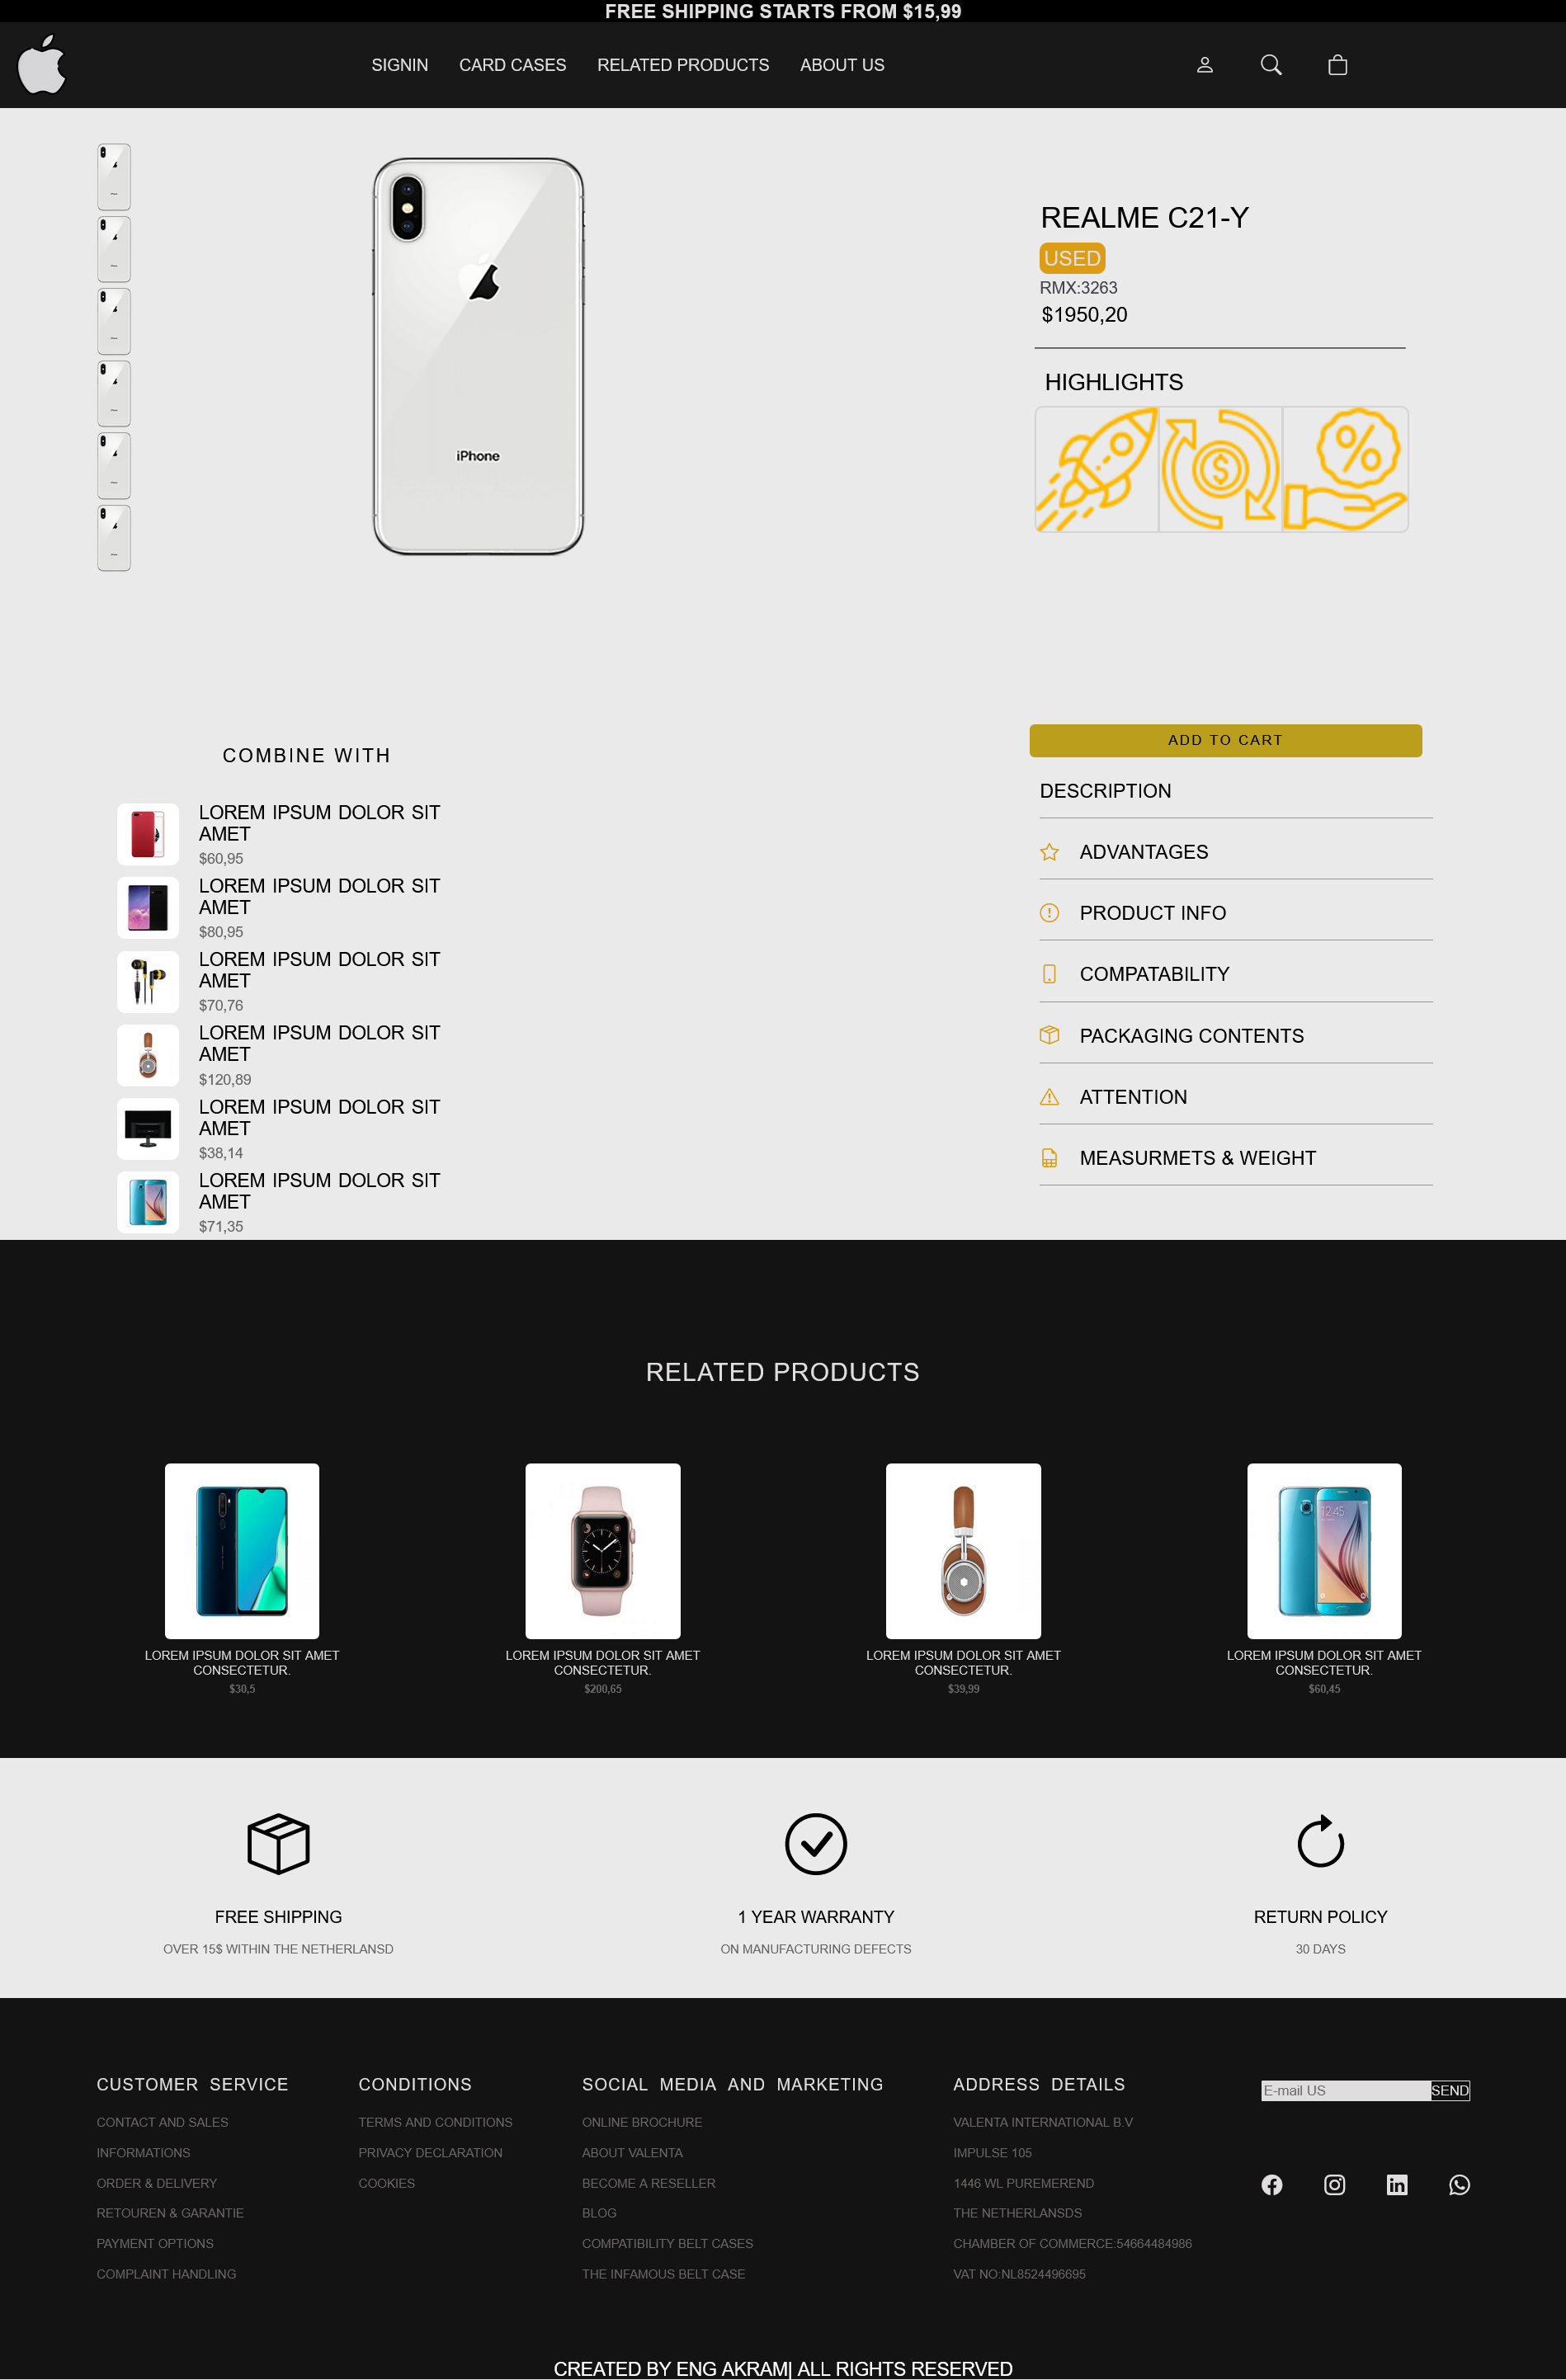 FREE SHIPPING STARTS FROM $15,99
SIGNIN CARD CASES RELATED PRODUCTS ABOUT US
iPhone
REALME C21-Y
USED
RMX:3263
$1950,20
HIGHLIGHTS
ADD TO CART
DESCRIPTION
ADVANTAGES
PRODUCT INFO
COMPATABILITY
PACKAGING CONTENTS
ATTENTION
MEASURMETS & WEIGHT
COMBINE WITH
LOREM IPSUM DOLOR SIT
AMET
$60,95
LOREM IPSUM DOLOR SIT
AMET
$80,95
LOREM IPSUM DOLOR SIT
AMET
$70,76
LOREM IPSUM DOLOR SIT
AMET
$120,89
LOREM IPSUM DOLOR SIT
AMET
$38,14
LOREM IPSUM DOLOR SIT
AMET
$71,35
RELATED PRODUCTS
12:45
LOREM IPSUM DOLOR SIT AMET
CONSECTETUR.
$30,5
LOREM IPSUM DOLOR SIT AMET
CONSECTETUR.
$200,65
LOREM IPSUM DOLOR SIT AMET
CONSECTETUR.
$39,99
LOREM IPSUM DOLOR SIT AMET
CONSECTETUR.
$60,45
FREE SHIPPING
OVER 15$ WITHIN THE NETHERLANSD
1 YEAR WARRANTY
ON MANUFACTURING DEFECTS
RETURN POLICY
30 DAYS
CUSTOMER SERVICE
CONTACT AND SALES
INFORMATIONS
ORDER & DELIVERY
RETOUREN & GARANTIE
PAYMENT OPTIONS
COMPLAINT HANDLING
CONDITIONS
TERMS AND CONDITIONS
PRIVACY DECLARATION
COOKIES
SOCIAL MEDIA AND MARKETING
ONLINE BROCHURE
ABOUT VALENTA
BECOME A RESELLER
BLOG
COMPATIBILITY BELT CASES
THE INFAMOUS BELT CASE
ADDRESS DETAILS
VALENTA INTERNATIONAL B.V
IMPULSE 105
1446 WL PUREMEREND
THE NETHERLANSDS
CHAMBER OF COMMERCE:54664484986
VAT NO:NL8524496695
E-mail US SEND
CREATED BY ENG AKRAM| ALL RIGHTS RESERVED